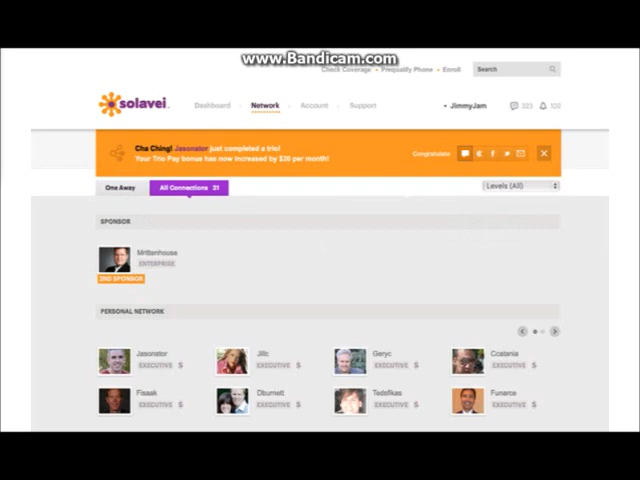 www.Bandicam.com
Check Coverage • Prequalify Phone • Enroll
Search
solavei
Dashboard
Network
Account
Support
JimmyJam
323
Cha Ching! Jasonator just completed a trio!
Your Trio Pay bonus has now increased by $20 per month!
Congratulate
One Away
All Connections 31
Levels (All)
SPONSOR
Mrittenhouse
ENTERPRISE
2ND SPONSOR
PERSONAL NETWORK
Jasonator
Jillc
Geryc
Ccatania
EXECUTIVE $
EXECUTIVE $
EXECUTIVE $
EXECUTIVE $
Fisaak
Dburnett
Tedsfikas
Funarce
EXECUTIVE $
EXECUTIVE $
EXECUTIVE $
EXECUTIVE $